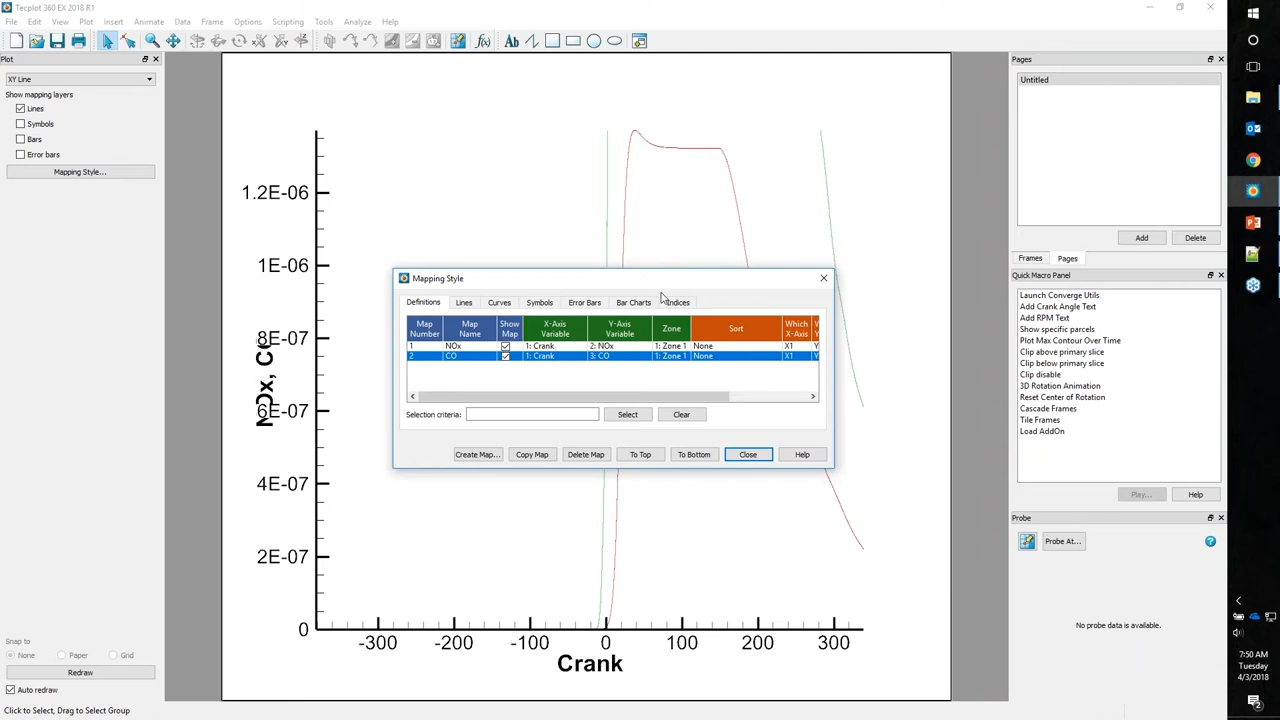 Tecplot 360 EX 2018 R1
File Edit View Plot Insert Animate Data Frame Options Scripting Tools Analyze Help
Plot
XY Line
Show mapping layers
Lines
Symbols
Bars
Error bars
Mapping Style...
Snap to
None Paper Grid
Redraw
Auto redraw
Click to Select, Drag to Select Group
1.2E-06
1E-06
8E-07
6E-07
4E-07
2E-07
0
-300 -200 -100 0 100 200 300
Crank
Mapping Style
Definitions Lines Curves Symbols Error Bars Bar Charts Indices
Map Number Map Name Show Map X-Axis Variable Y-Axis Variable Zone Sort Which X-Axis
1 NOx 1: Crank 2: NOx 1: Zone 1 None X1 Y
2 CO 1: Crank 3: CO 1: Zone 1 None X1 Y
Selection criteria: Select Clear
Create Map... Copy Map Delete Map To Top To Bottom Close Help
Pages
Untitled
Add Delete
Frames Pages
Quick Macro Panel
Launch Converge Utils
Add Crank Angle Text
Add RPM Text
Show specific parcels
Plot Max Contour Over Time
Clip above primary slice
Clip below primary slice
Clip disable
3D Rotation Animation
Reset Center of Rotation
Cascade Frames
Tile Frames
Load AddOn
Play... Help
Probe
Probe At...
No probe data is available.
7:50 AM
Tuesday
4/3/2018
2